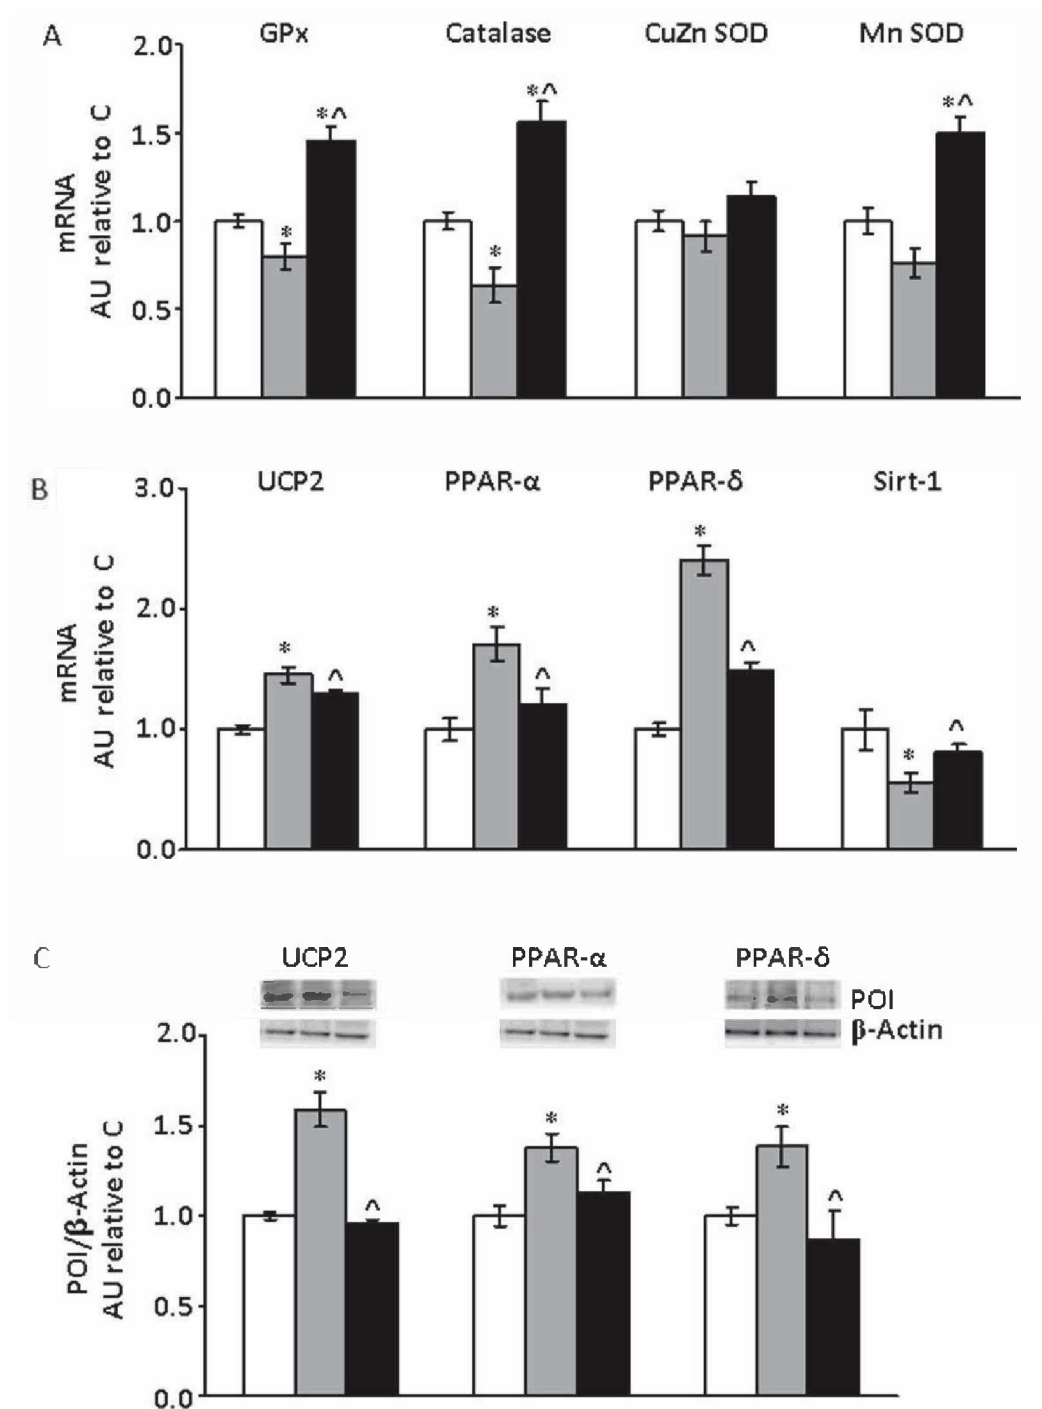 A
GPx Catalase CuZn SOD Mn SOD
mRNA
AU relative to C
2.0
1.5
1.0
0.5
0.0
*^ *^ *^
* *
B
UCP2 PPAR-α PPAR-δ Sirt-1
mRNA
AU relative to C
3.0
2.0
1.0
0.0
* * * *
^ ^ ^ ^
C
UCP2 PPAR-α PPAR-δ
POI
β-Actin
POI/β-Actin
AU relative to C
2.0
1.5
1.0
0.5
0.0
* * *
^ ^ ^